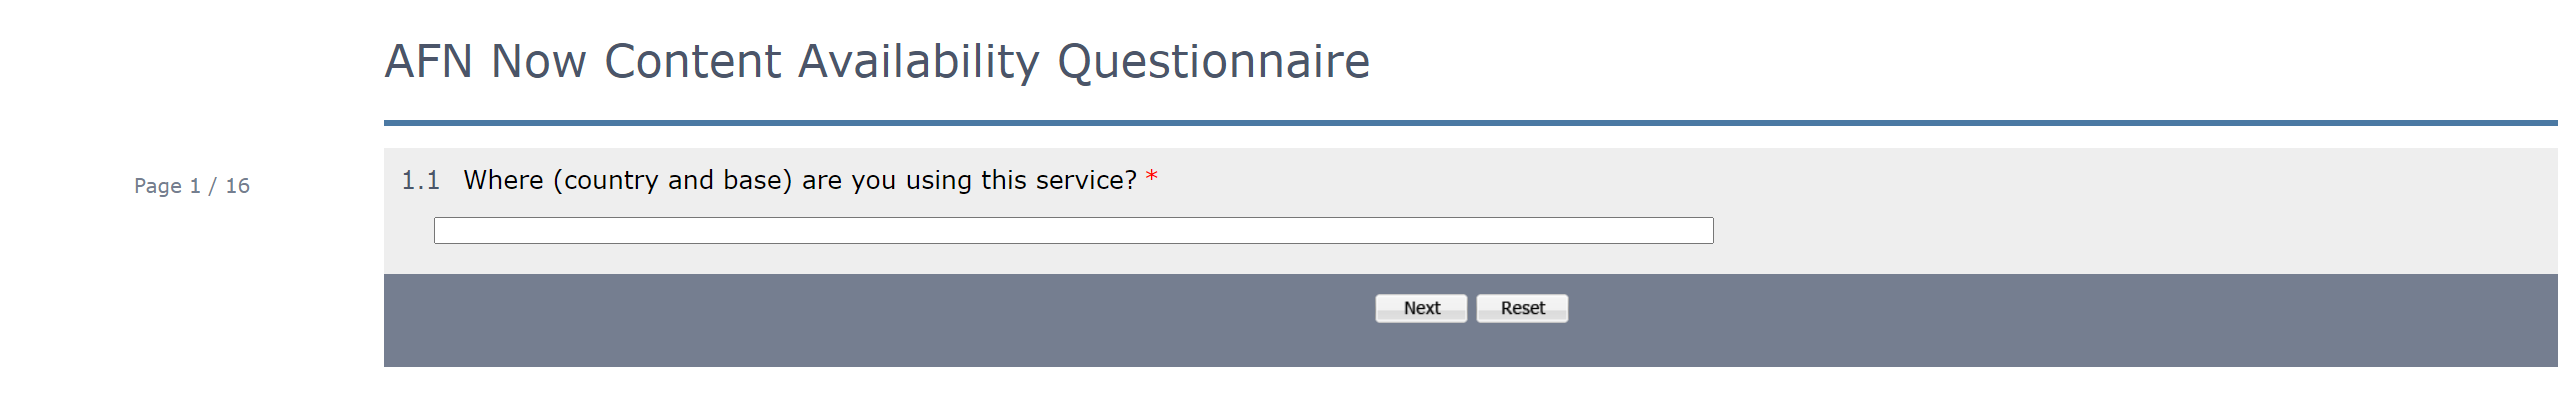 AFN Now Content Availability Questionnaire
Page 1 / 16
1.1 Where (country and base) are you using this service? *
Next Reset